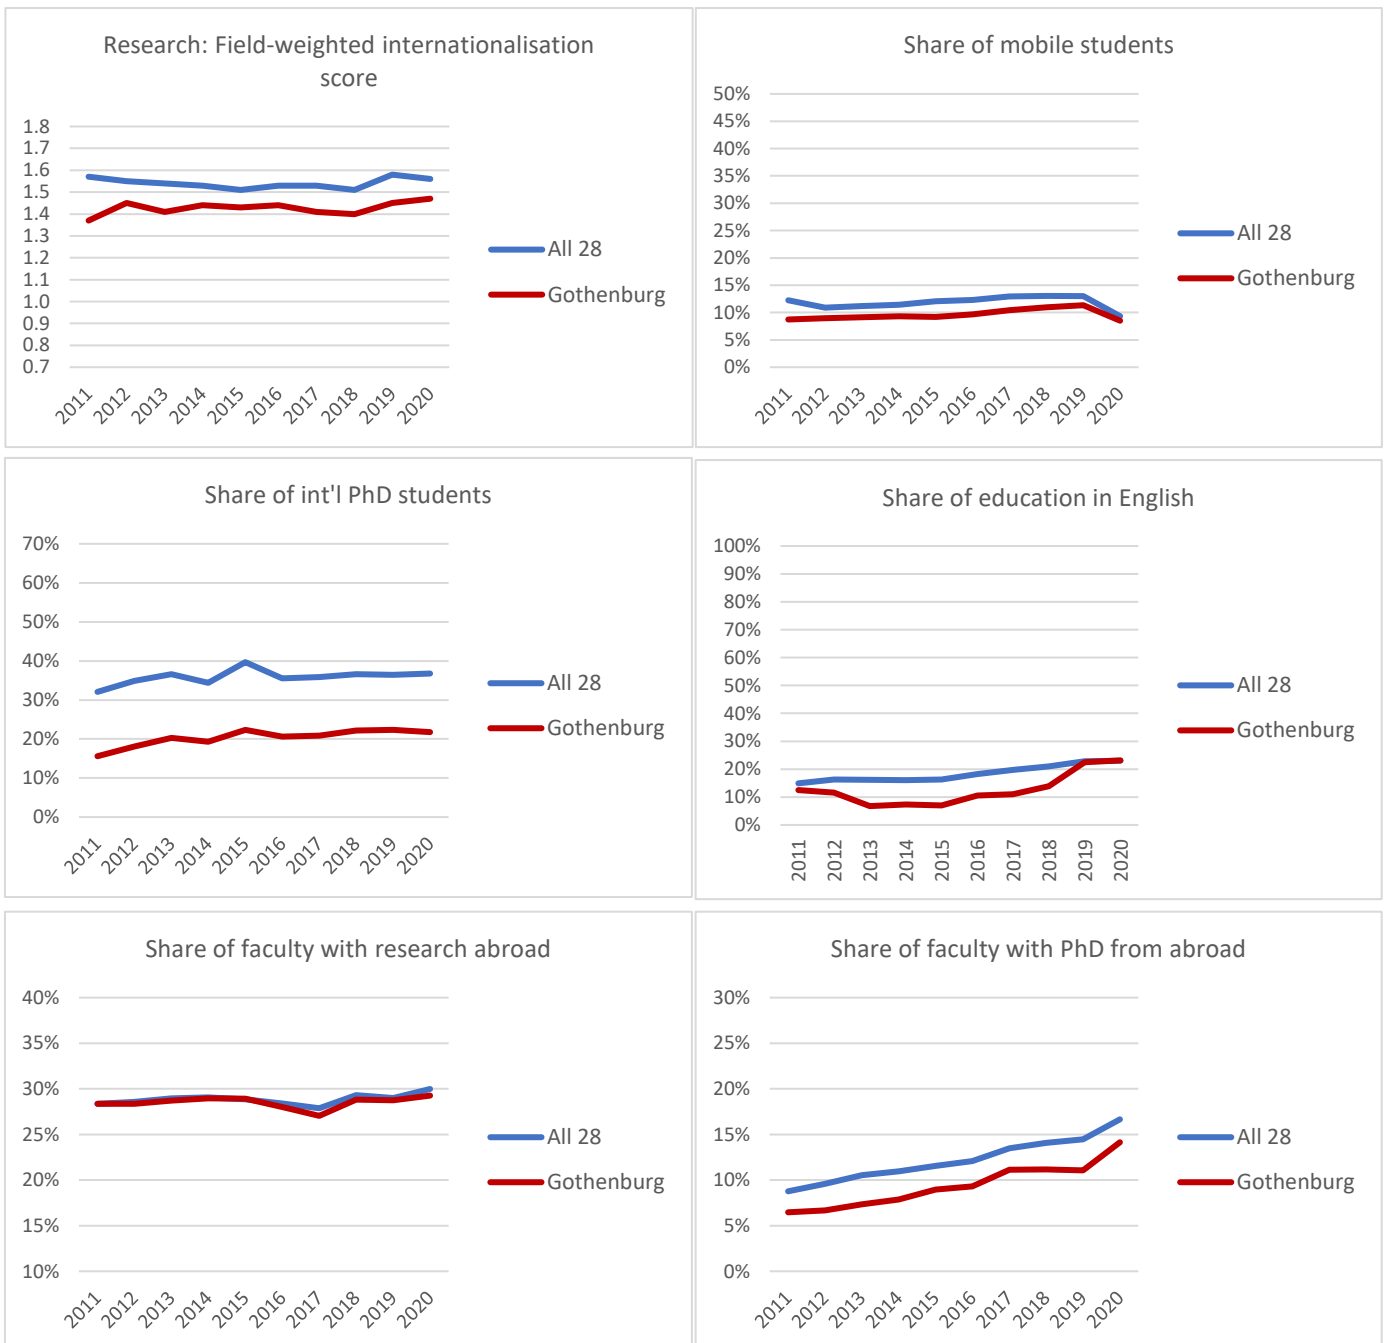 Research: Field-weighted internationalisation
score
1.8
1.7
1.6
1.5
1.4
1.3
1.2
1.1
1.0
0.9
0.8
0.7
2011 2012 2013 2014 2015 2016 2017 2018 2019 2020
All 28
Gothenburg
Share of mobile students
50%
45%
40%
35%
30%
25%
20%
15%
10%
5%
0%
2011 2012 2013 2014 2015 2016 2017 2018 2019 2020
All 28
Gothenburg
Share of int'l PhD students
70%
60%
50%
40%
30%
20%
10%
0%
2011 2012 2013 2014 2015 2016 2017 2018 2019 2020
All 28
Gothenburg
Share of education in English
100%
90%
80%
70%
60%
50%
40%
30%
20%
10%
0%
2011 2012 2013 2014 2015 2016 2017 2018 2019 2020
All 28
Gothenburg
Share of faculty with research abroad
40%
35%
30%
25%
20%
15%
10%
2011 2012 2013 2014 2015 2016 2017 2018 2019 2020
All 28
Gothenburg
Share of faculty with PhD from abroad
30%
25%
20%
15%
10%
5%
0%
2011 2012 2013 2014 2015 2016 2017 2018 2019 2020
All 28
Gothenburg